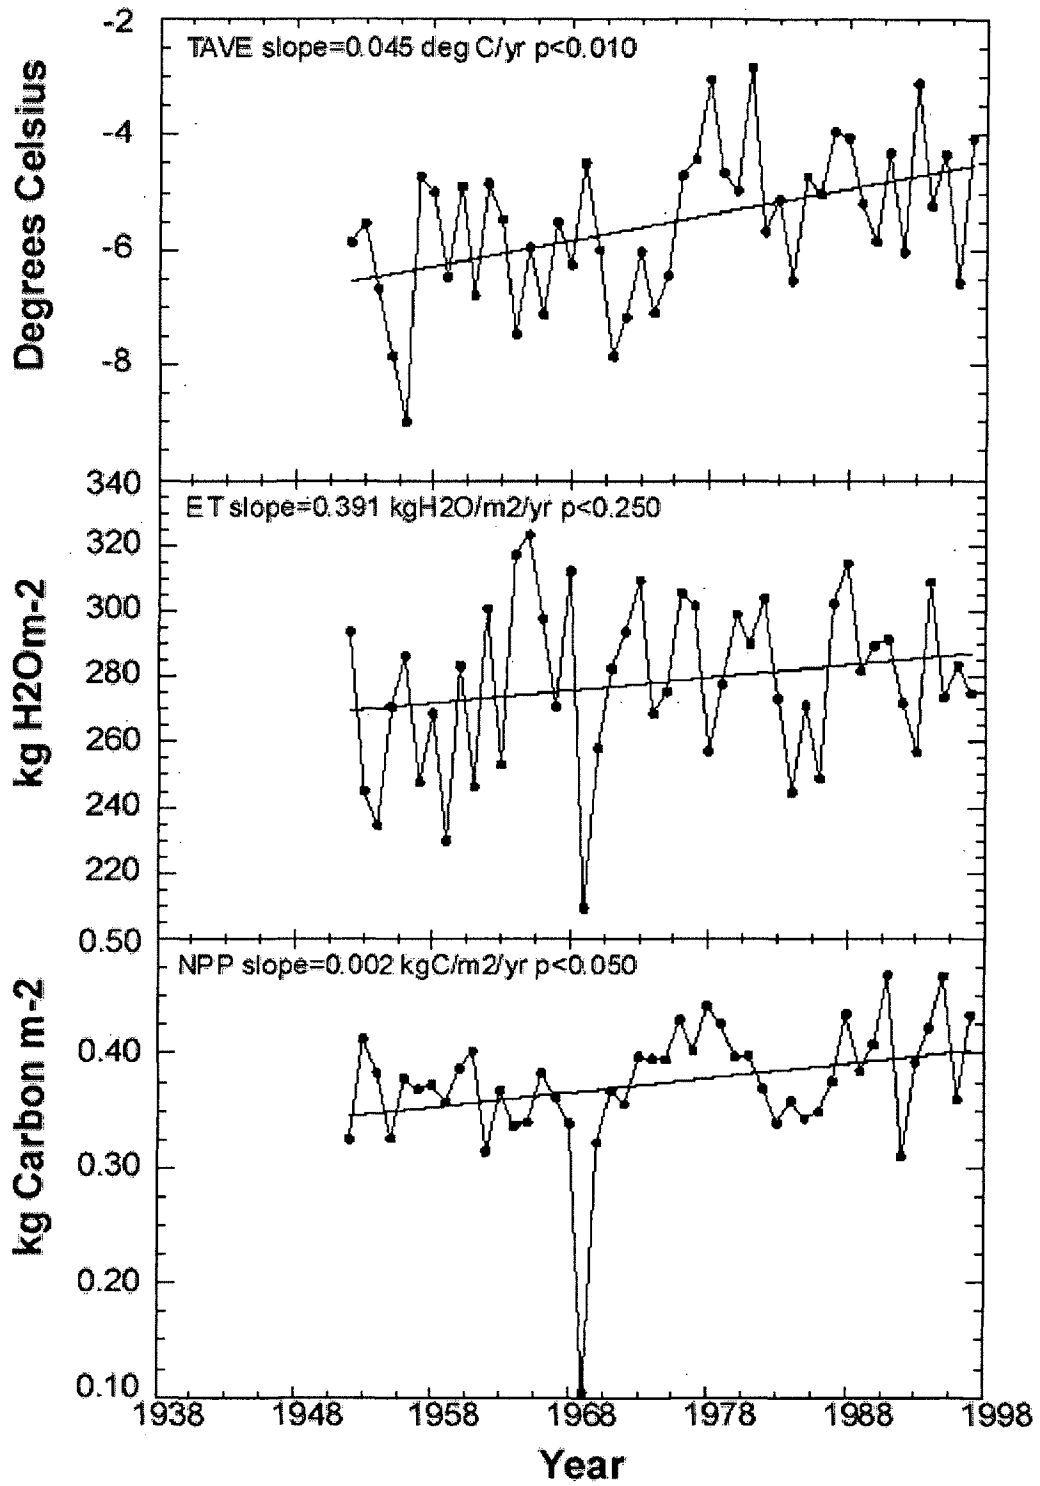 TAVE slope=0.045 deg C/yr p<0.010
-2
-4
-6
-8
Degrees Celsius
ET slope=0.391 kgH2O/m2/yr p<0.250
340
320
300
280
260
240
220
kg H2Om-2
NPP slope=0.002 kgC/m2/yr p<0.050
0.50
0.40
0.30
0.20
0.10
kg Carbon m-2
1938 1948 1958 1968 1978 1988 1998
Year